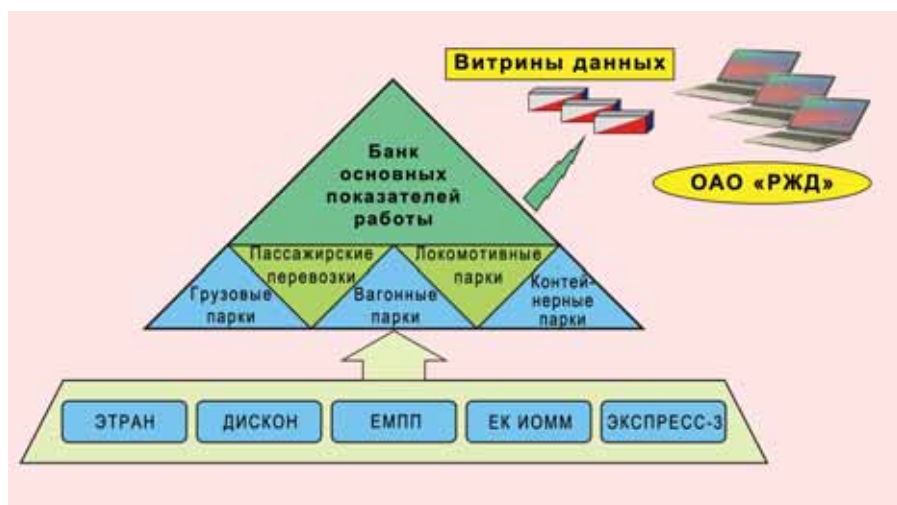 Витрины данных
ОАО «РЖД»
Банк
основных
показателей
работы
Пассажирские
перевозки
Локомотивные
парки
Грузовые
парки
Вагонные
парки
Контей-
нерные
парки
ЭТРАН
ДИСКОН
ЕМПП
ЕК ИОММ
ЭКСПРЕСС-3